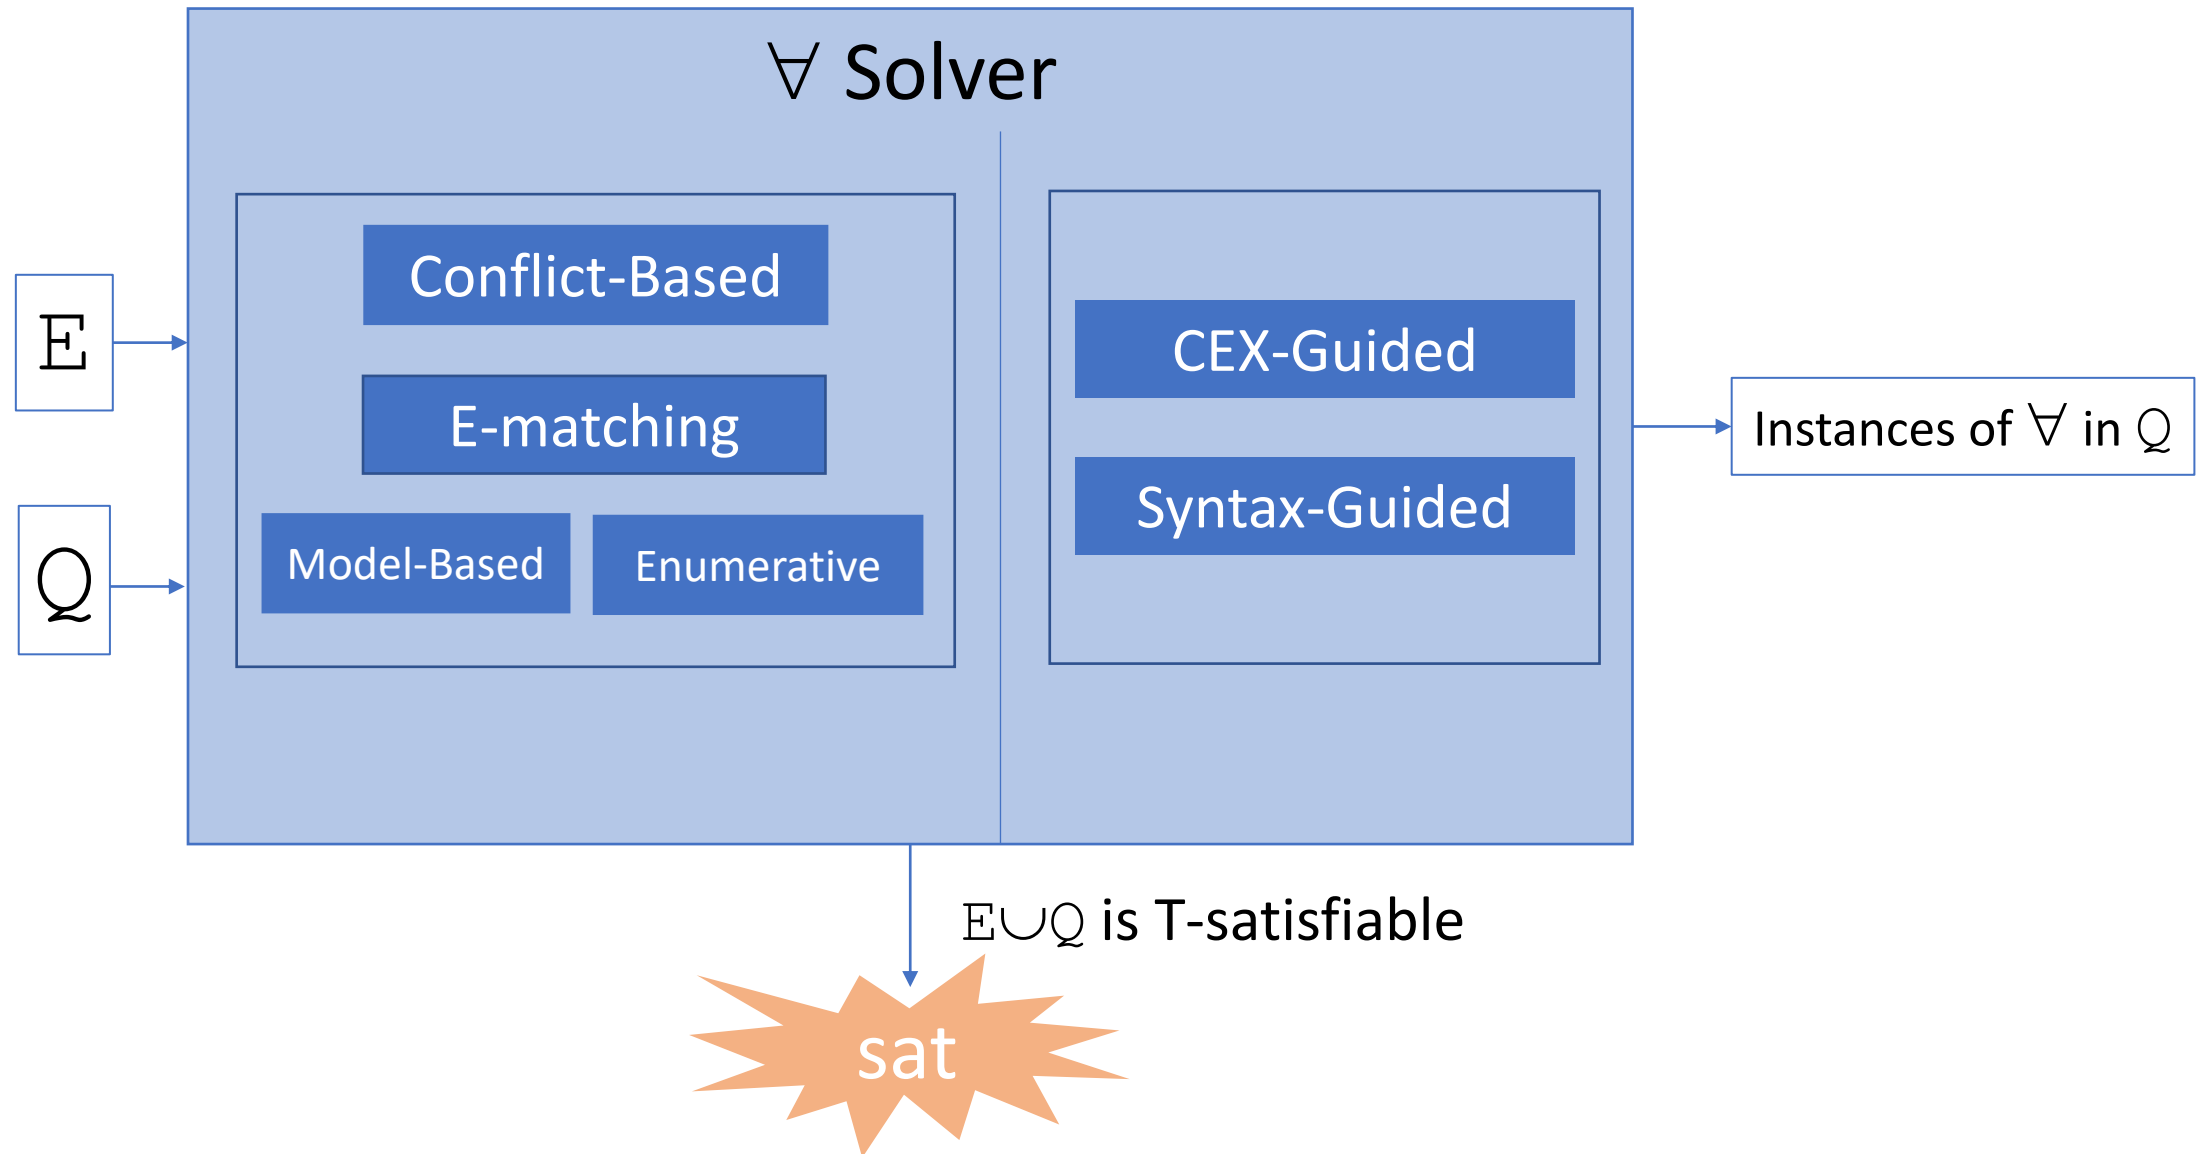 ∀ Solver
E
Q
Conflict-Based
E-matching
Model-Based
Enumerative
CEX-Guided
Syntax-Guided
Instances of ∀ in Q
E∪Q is T-satisfiable
sat